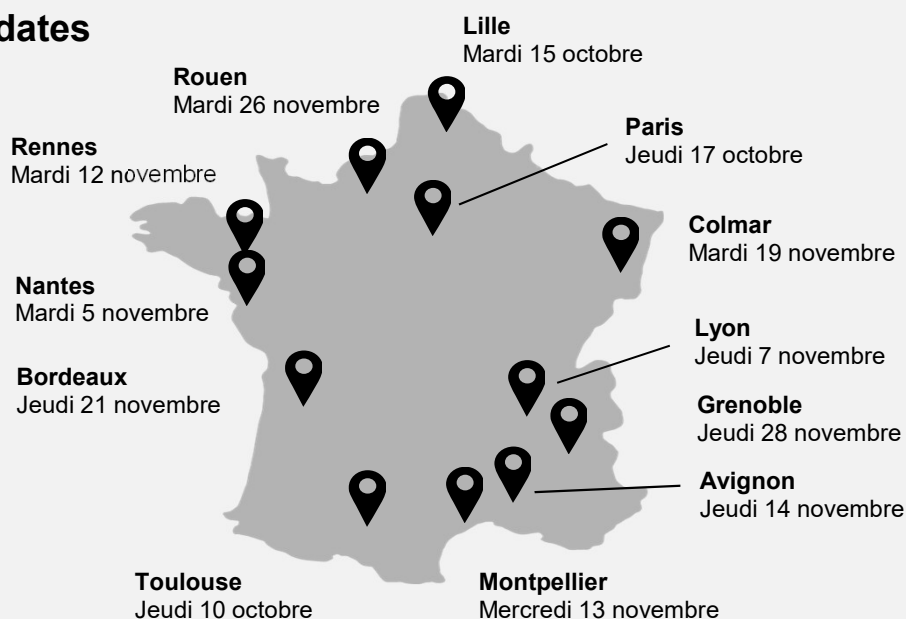 dates
Lille
Mardi 15 octobre
Rouen
Mardi 26 novembre
Paris
Jeudi 17 octobre
Rennes
Mardi 12 novembre
Colmar
Mardi 19 novembre
Nantes
Mardi 5 novembre
Lyon
Jeudi 7 novembre
Bordeaux
Jeudi 21 novembre
Grenoble
Jeudi 28 novembre
Avignon
Jeudi 14 novembre
Toulouse
Jeudi 10 octobre
Montpellier
Mercredi 13 novembre